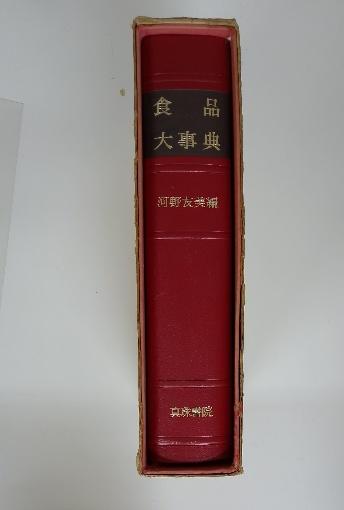 食品
大事典
河野友美編
真珠書院